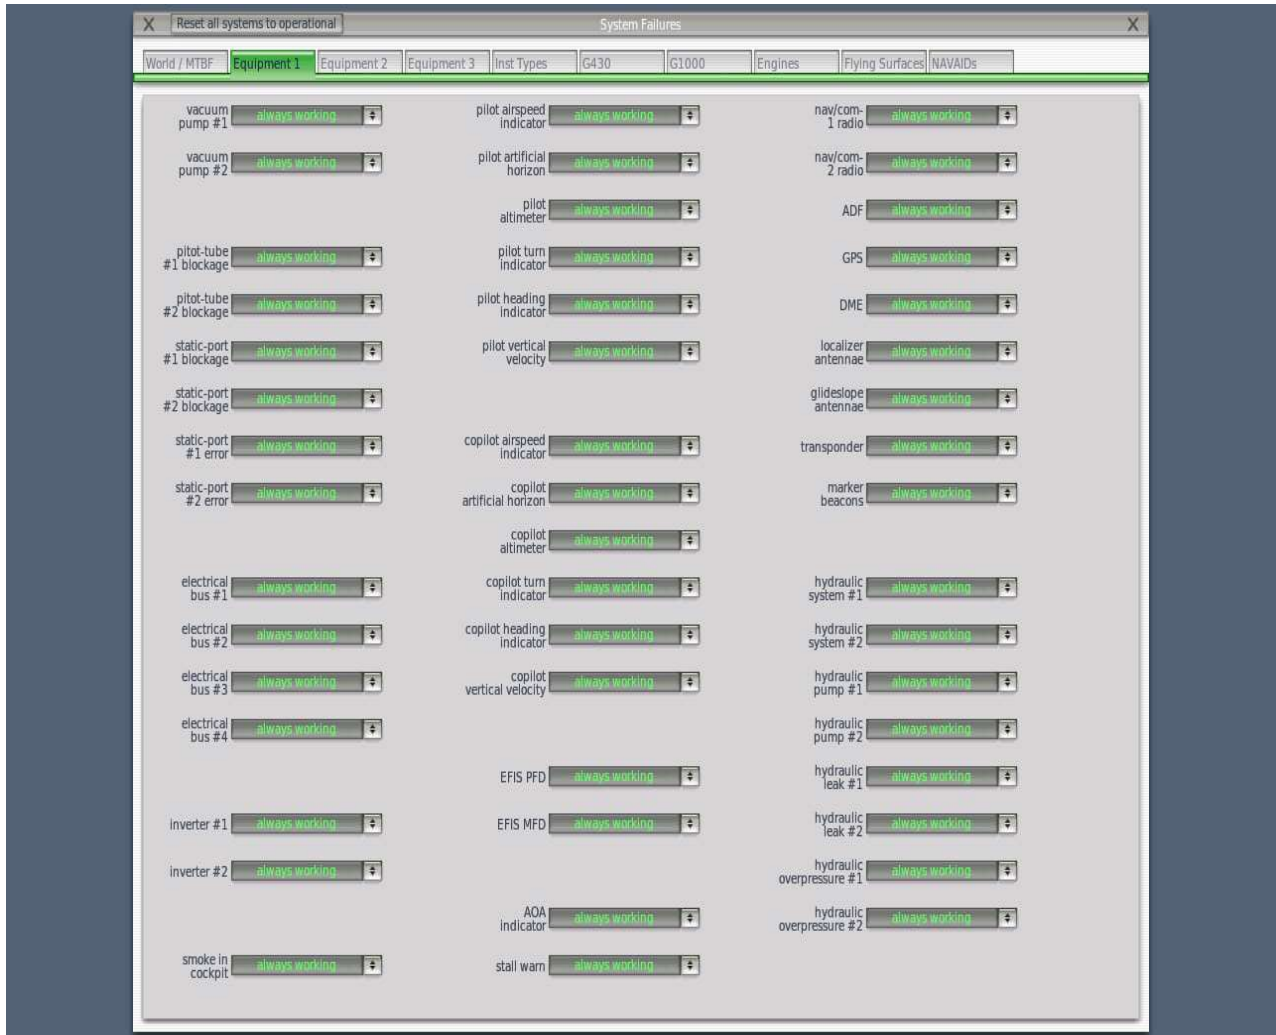 X Reset all systems to operational System Failures X
World / MTBF Equipment 1 Equipment 2 Equipment 3 Inst Types G430 G1000 Engines Flying Surfaces NAVAIDs
vacuum
pump #1 always working
vacuum
pump #2 always working
pitot-tube
#1 blockage always working
pitot-tube
#2 blockage always working
static-port
#1 blockage always working
static-port
#2 blockage always working
static-port
#1 error always working
static-port
#2 error always working
electrical
bus #1 always working
electrical
bus #2 always working
electrical
bus #3 always working
electrical
bus #4 always working
inverter #1 always working
inverter #2 always working
smoke in
cockpit always working
pilot airspeed
indicator always working
pilot artificial
horizon always working
pilot
altimeter always working
pilot turn
indicator always working
pilot heading
indicator always working
pilot vertical
velocity always working
copilot airspeed
indicator always working
copilot
artificial horizon always working
copilot
altimeter always working
copilot turn
indicator always working
copilot heading
indicator always working
copilot
vertical velocity always working
EFIS PFD always working
EFIS MFD always working
AOA
indicator always working
stall warn always working
nav/com-
1 radio always working
nav/com-
2 radio always working
ADF always working
GPS always working
DME always working
localizer
antennae always working
glideslope
antennae always working
transponder always working
marker
beacons always working
hydraulic
system #1 always working
hydraulic
system #2 always working
hydraulic
pump #1 always working
hydraulic
pump #2 always working
hydraulic
leak #1 always working
hydraulic
leak #2 always working
hydraulic
overpressure #1 always working
hydraulic
overpressure #2 always working